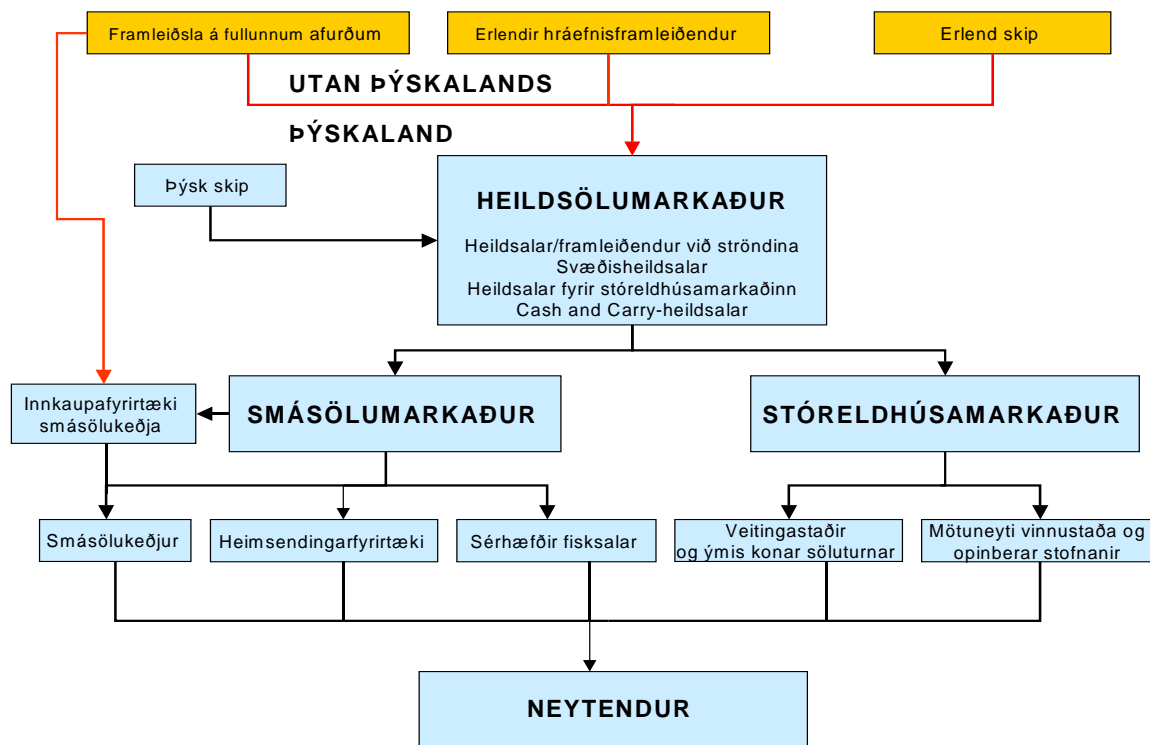 Framleiðsla á fullunnum afurðum
Erlendir hráefnisframleiðendur
Erlend skip
UTAN ÞÝSKALANDS
ÞÝSKALAND
Þýsk skip
HEILDSÖLUMARKAÐUR
Heildsalar/framleiðendur við ströndina
Svæðisheildsalar
Heildsalar fyrir stóreldhúsamarkaðinn
Cash and Carry-heildsalar
Innkaupafyrirtæki
smásölukeðja
SMÁSÖLUMARKAÐUR
STÓRELDHÚSAMARKAÐUR
Smásölukeðjur
Heimsendingarfyrirtæki
Sérhæfðir fisksalar
Veitingastaðir
og ýmis konar söluturnar
Mötuneyti vinnustaða og
opinberar stofnanir
NEYTENDUR